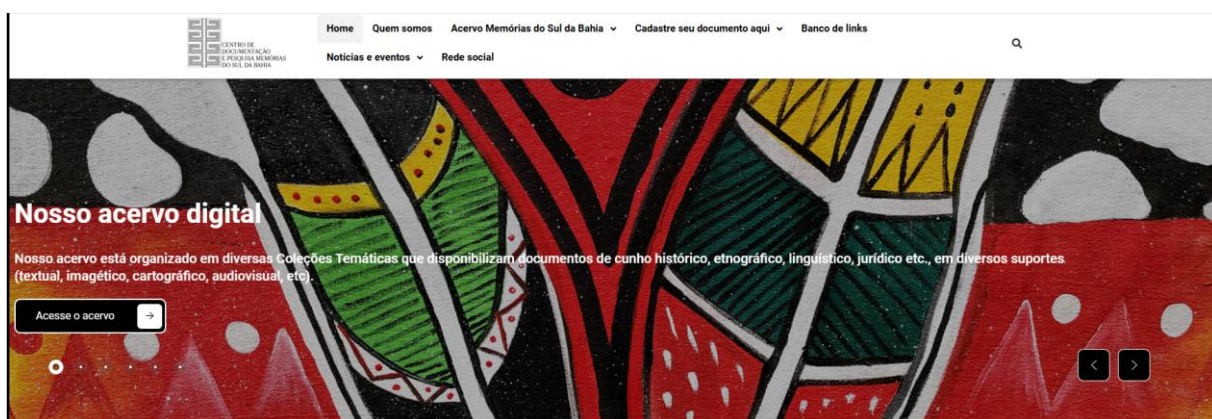 CENTRO DE
DOCUMENTAÇÃO
E PESQUISA MEMÓRIAS
DO SUL DA BAHIA
Home Quem somos Acervo Memórias do Sul da Bahia Cadastre seu documento aqui Banco de links
Notícias e eventos Rede social
Nosso acervo digital
Nosso acervo está organizado em diversas Coleções Temáticas que disponibilizam documentos de cunho histórico, etnográfico, linguístico, jurídico etc., em diversos suportes
(textual, imagético, cartográfico, audiovisual, etc).
Acesse o acervo